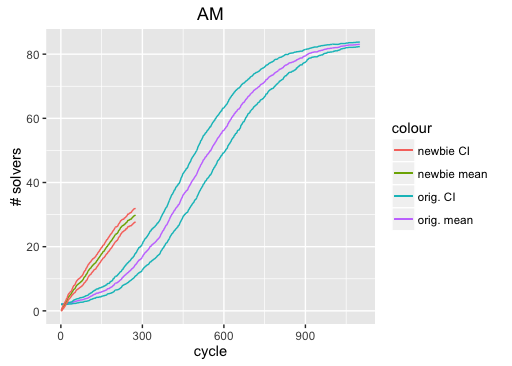 AM
# solvers
80
60
40
20
0
0 300 600 900
cycle
colour
newbie CI
newbie mean
orig. CI
orig. mean